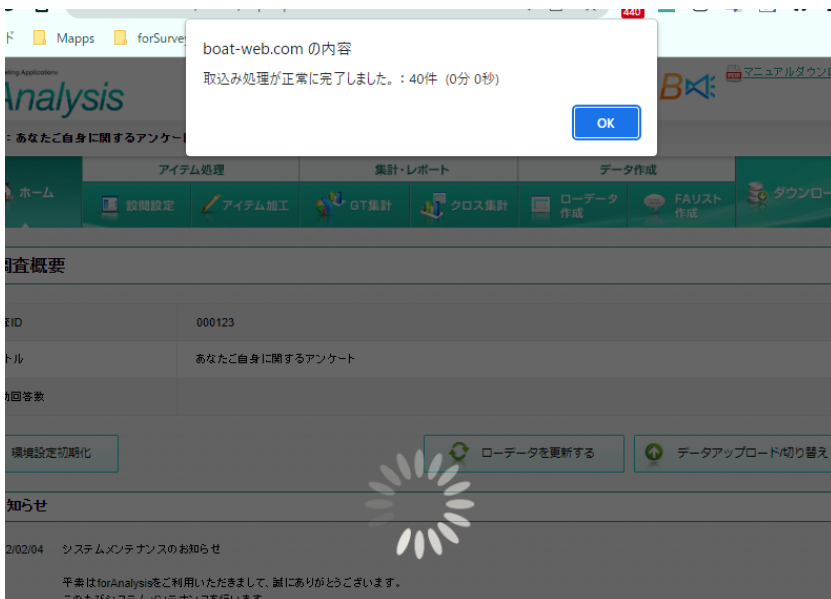 440
Mapps forSurvey
boat-web.com の内容
取込み処理が正常に完了しました。: 40件 (0分 0秒)
OK
Analysis
マニュアルダウンロ
: あなたご自身に関するアンケート
アイテム処理 集計・レポート データ作成
ホーム 設問設定 アイテム加工 GT集計 クロス集計 ローデータ作成 FAリスト作成 ダウンロー
調査概要
ID 000123
トル あなたご自身に関するアンケート
効回答数
環境設定初期化 ローデータを更新する データアップロード/切り替え
知らせ
2/02/04 システムメンテナンスのお知らせ
平素はforAnalysisをご利用いただきまして、誠にありがとうございます。